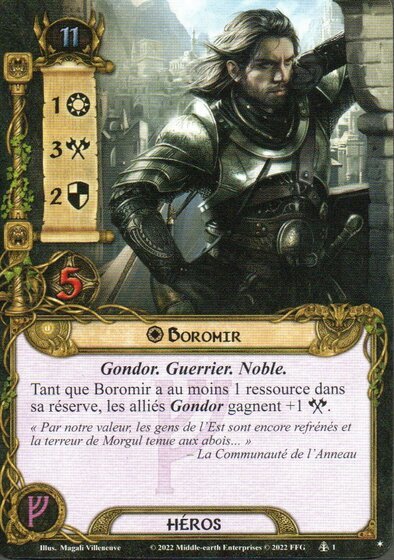 11
1
3
2
5
Boromir
Gondor. Guerrier. Noble.
Tant que Boromir a au moins 1 ressource dans
sa réserve, les alliés Gondor gagnent +1
« Par notre valeur, les gens de l'Est sont encore refrénés et
la terreur de Morgul tenue aux abois... »
– La Communauté de l'Anneau
HÉROS
Illus. Magali Villeneuve © 2022 Middle-earth Enterprises © 2022 FFG 1